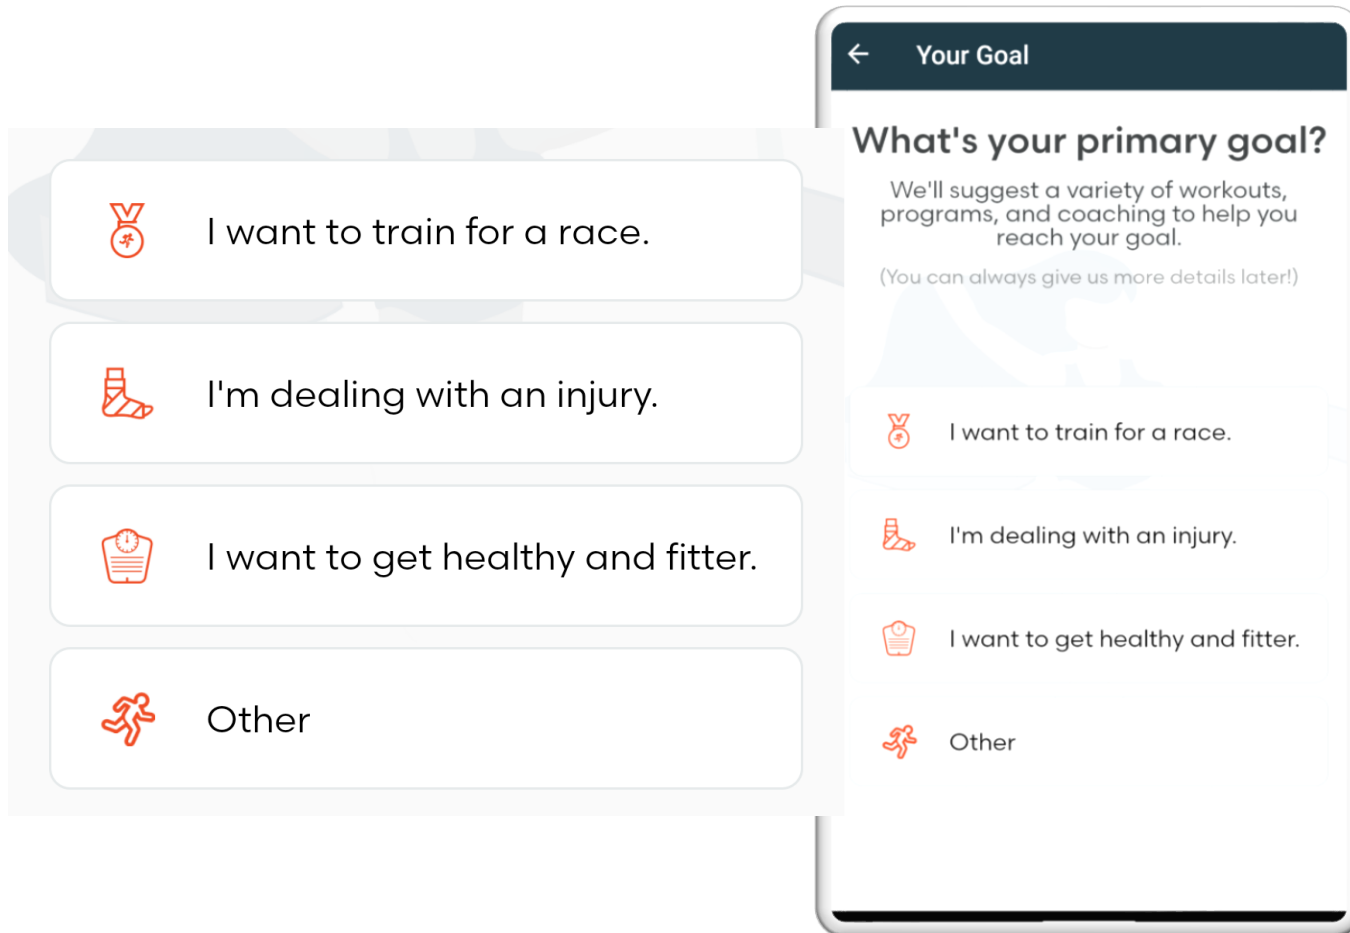 I want to train for a race.
I'm dealing with an injury.
I want to get healthy and fitter.
Other
Your Goal
What's your primary goal?
We'll suggest a variety of workouts,
programs, and coaching to help you
reach your goal.
(You can always give us more details later!)
I want to train for a race.
I'm dealing with an injury.
I want to get healthy and fitter.
Other